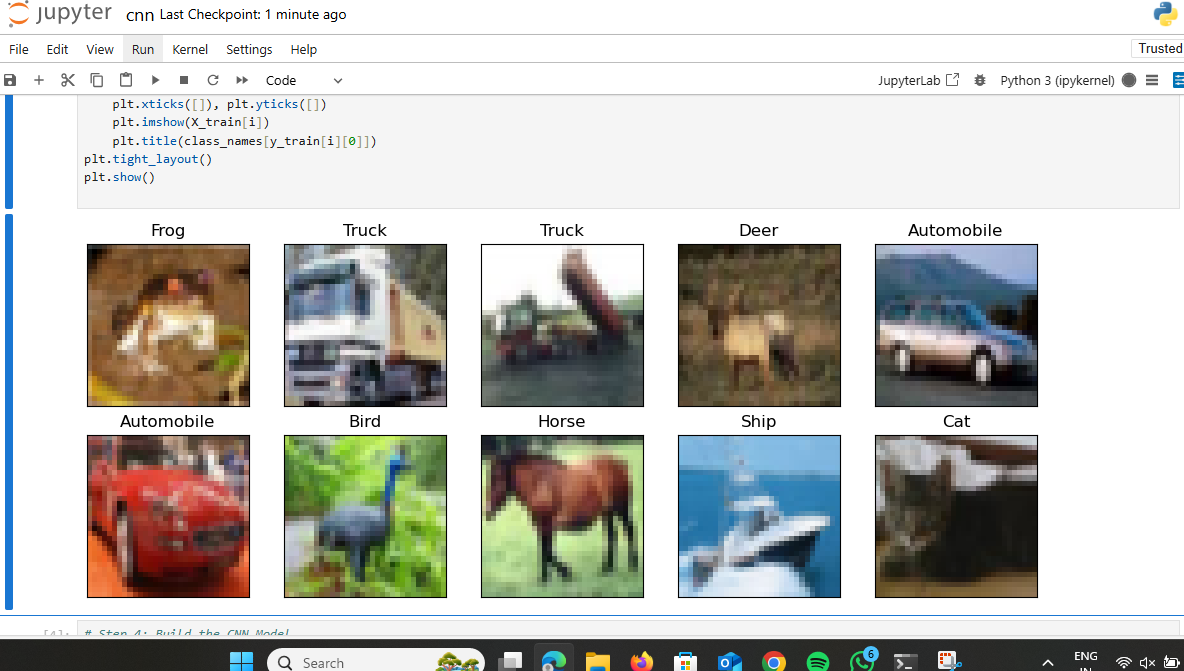 jupyter cnn Last Checkpoint: 1 minute ago
File Edit View Run Kernel Settings Help
Trusted
Code
JupyterLab
Python 3 (ipykernel)
plt.xticks([]), plt.yticks([])
plt.imshow(X_train[i])
plt.title(class_names[y_train[i][0]])
plt.tight_layout()
plt.show()
Frog Truck Truck Deer Automobile
Automobile Bird Horse Ship Cat
[4]: # Step 4: Build the CNN Model
Search
6
ENG
IN